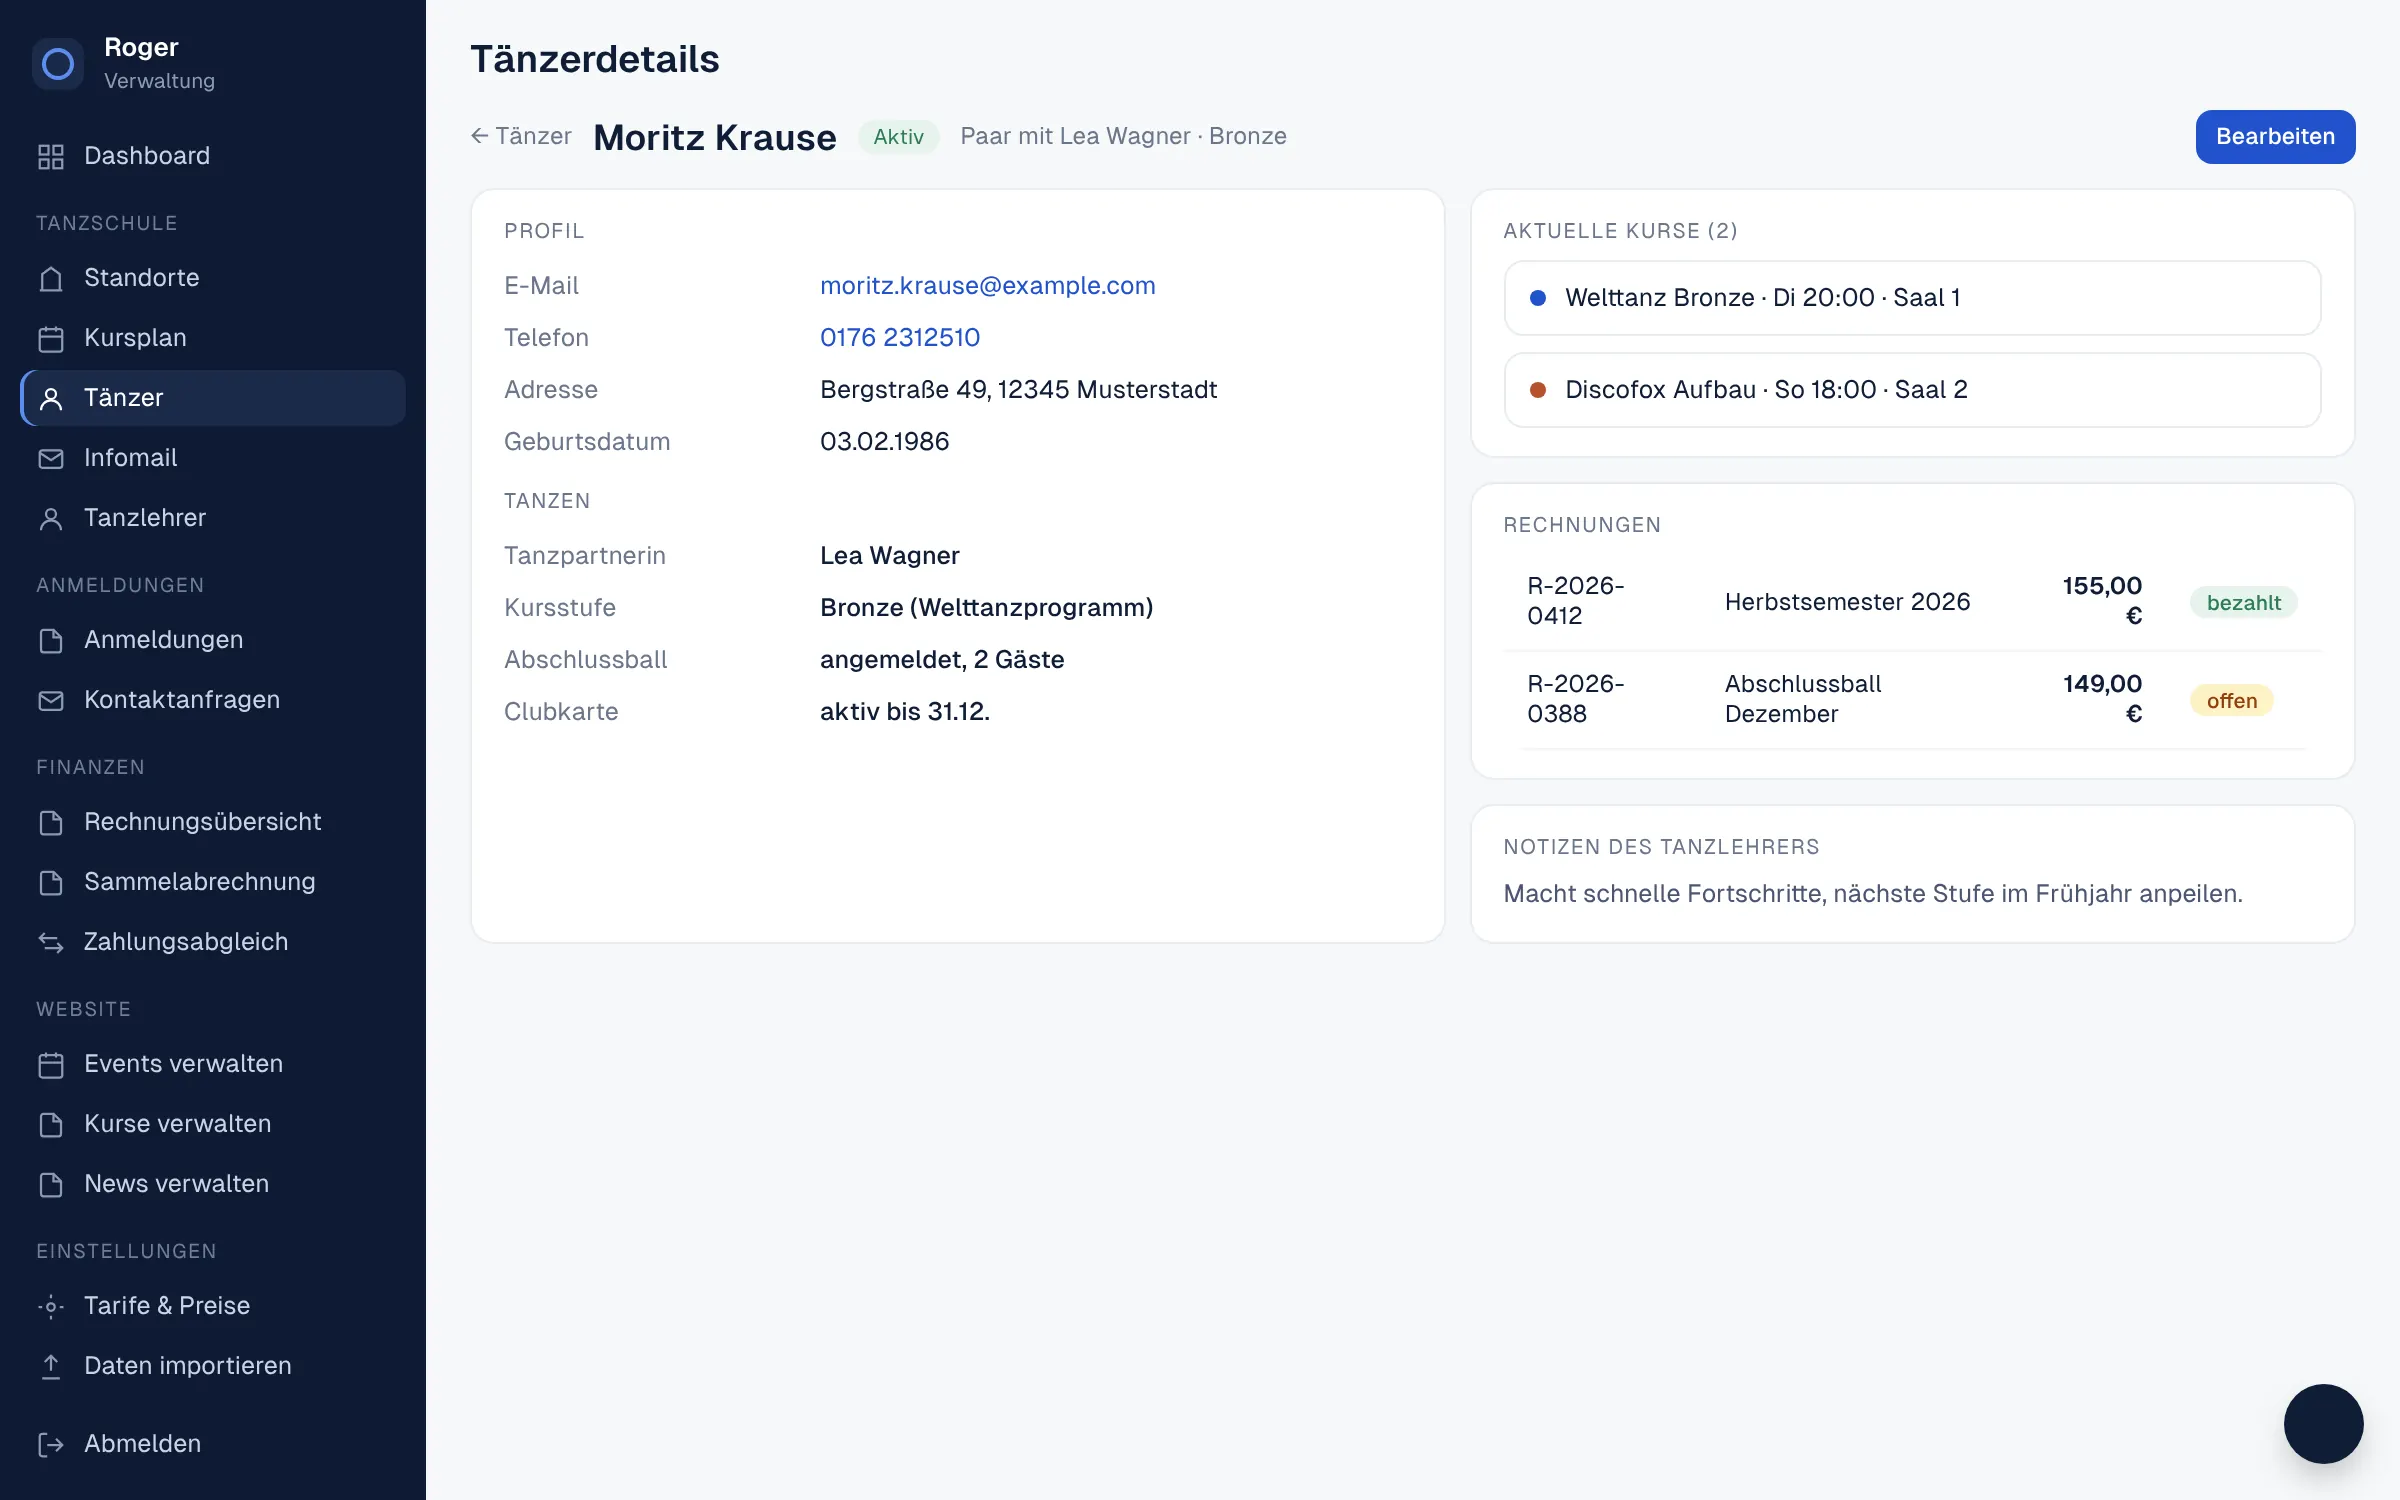 Roger
Verwaltung
Dashboard
TANZSCHULE
Standorte
Kursplan
Tänzer
Infomail
Tanzlehrer
ANMELDUNGEN
Anmeldungen
Kontaktanfragen
FINANZEN
Rechnungsübersicht
Sammelabrechnung
Zahlungsabgleich
WEBSITE
Events verwalten
Kurse verwalten
News verwalten
EINSTELLUNGEN
Tarife & Preise
Daten importieren
Abmelden
Tänzerdetails
← Tänzer Moritz Krause Aktiv Paar mit Lea Wagner · Bronze
Bearbeiten
PROFIL
E-Mail moritz.krause@example.com
Telefon 0176 2312510
Adresse Bergstraße 49, 12345 Musterstadt
Geburtsdatum 03.02.1986
TANZEN
Tanzpartnerin Lea Wagner
Kursstufe Bronze (Welttanzprogramm)
Abschlussball angemeldet, 2 Gäste
Clubkarte aktiv bis 31.12.
AKTUELLE KURSE (2)
Welttanz Bronze · Di 20:00 · Saal 1
Discofox Aufbau · So 18:00 · Saal 2
RECHNUNGEN
R-2026-
0412
Herbstsemester 2026
155,00
€
bezahlt
R-2026-
0388
Abschlussball
Dezember
149,00
€
offen
NOTIZEN DES TANZLEHRERS
Macht schnelle Fortschritte, nächste Stufe im Frühjahr anpeilen.